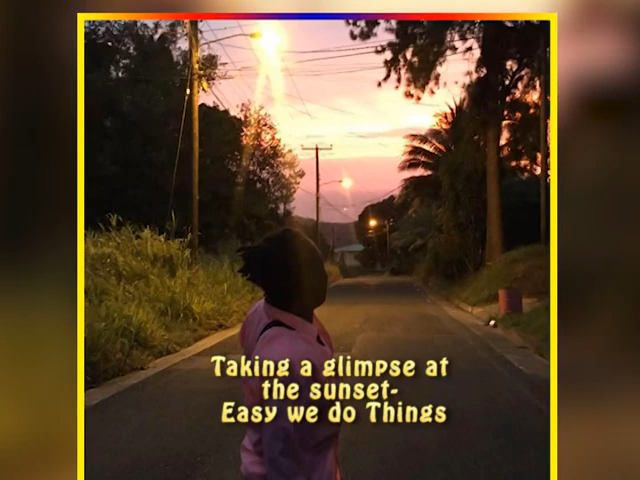 Taking a glimpse at
the sunset-
Easy we do Things